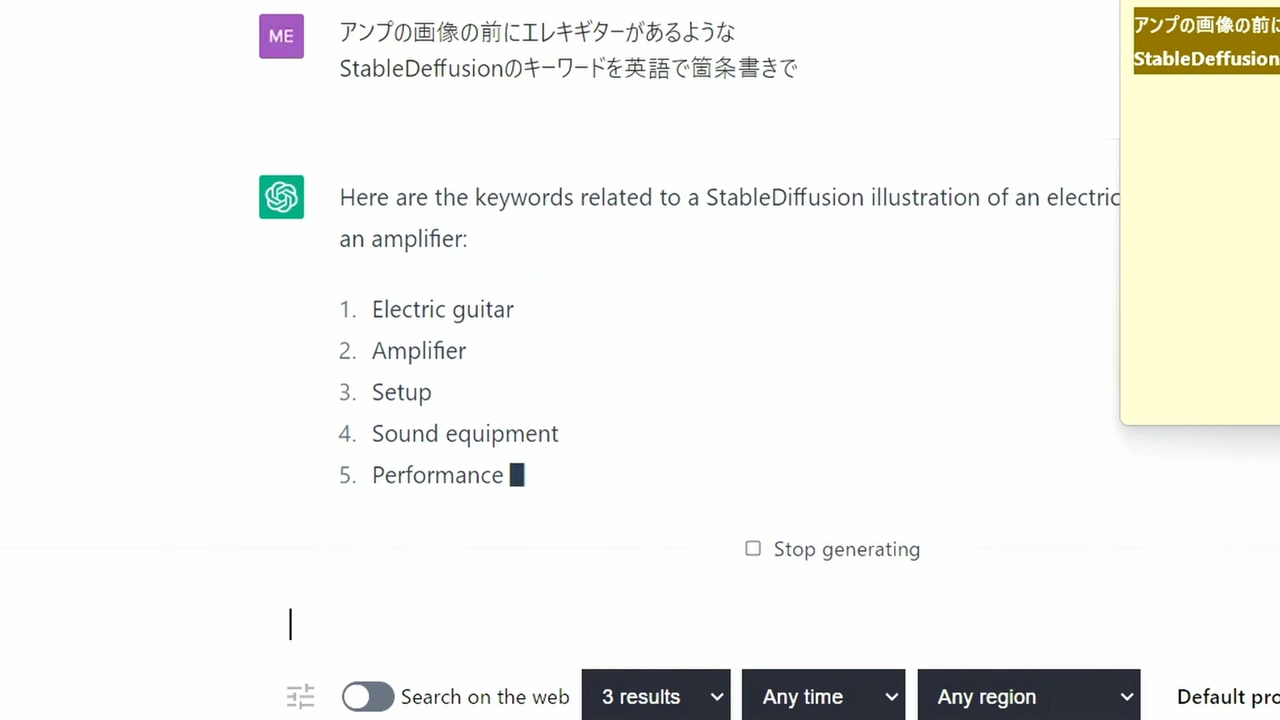 ME
アンプの画像の前にエレキギターがあるような
StableDeffusionのキーワードを英語で箇条書きで
アンプの画像の前に
StableDeffusion
Here are the keywords related to a StableDiffusion illustration of an electric
an amplifier:
1. Electric guitar
2. Amplifier
3. Setup
4. Sound equipment
5. Performance
Stop generating
Search on the web
3 results
Any time
Any region
Default pro